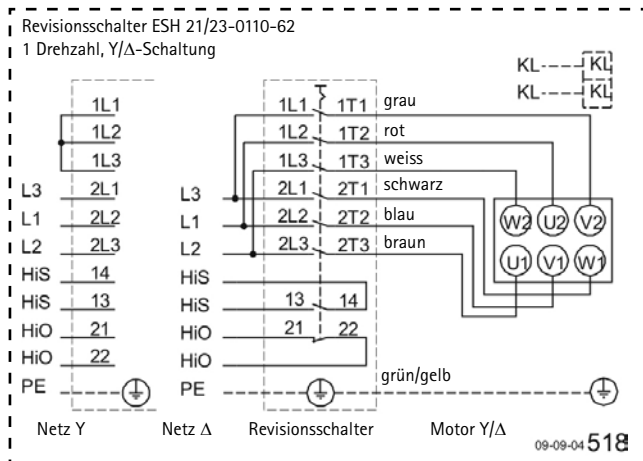 Revisionsschalter ESH 21/23-0110-62
1 Drehzahl, Y/Δ-Schaltung
KL KL
KL KL
1L1 1L1 1T1 grau
1L2 1L2 1T2 rot
1L3 1L3 1T3 weiss
L3 2L1 L3 2L1 2T1 schwarz
L1 2L2 L1 2L2 2T2 blau
L2 2L3 L2 2L3 2T3 braun
W2 U2 V2
U1 V1 W1
HiS 14 HiS
HiS 13 HiS 13 14
HiO 21 HiO 21 22
HiO 22 HiO
PE PE grün/gelb
Netz Y Netz Δ Revisionsschalter Motor Y/Δ
09-09-04 518